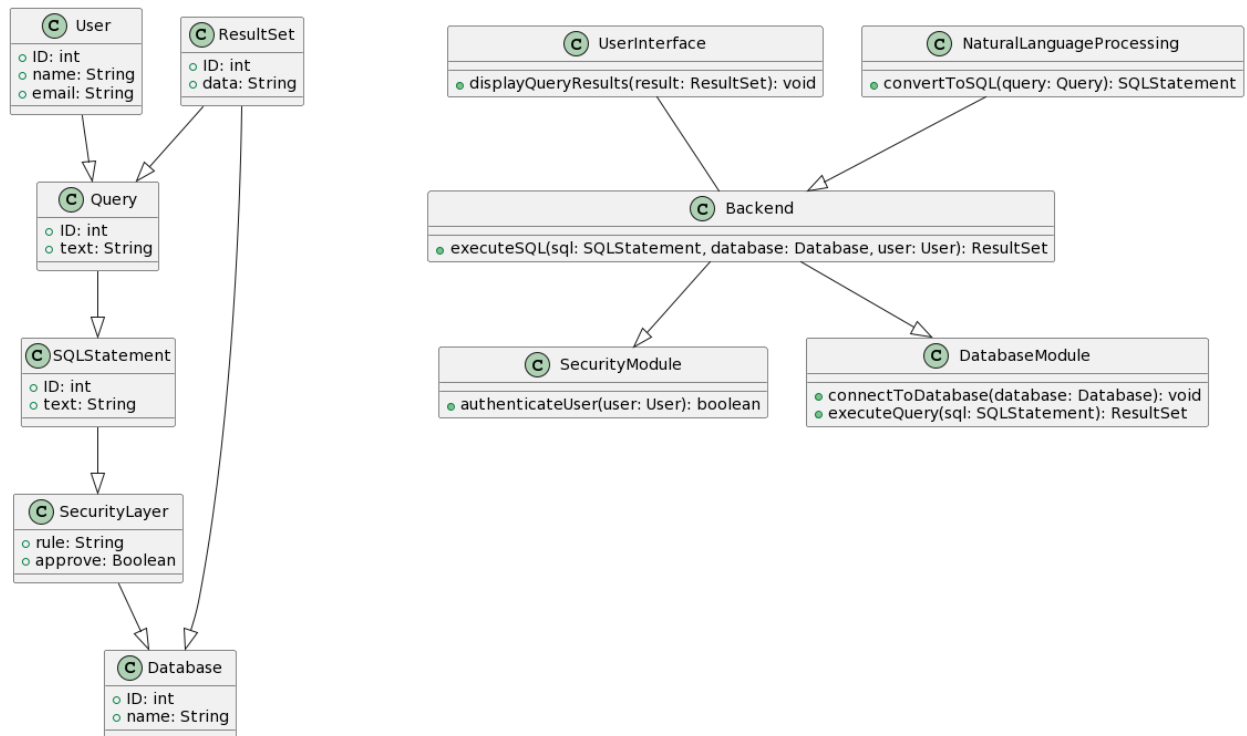 C User
ID: int
name: String
email: String
C ResultSet
ID: int
data: String
C UserInterface
displayQueryResults(result: ResultSet): void
C NaturalLanguageProcessing
convertToSQL(query: Query): SQLStatement
C Query
ID: int
text: String
C Backend
executeSQL(sql: SQLStatement, database: Database, user: User): ResultSet
C SQLStatement
ID: int
text: String
C SecurityModule
authenticateUser(user: User): boolean
C DatabaseModule
connectToDatabase(database: Database): void
executeQuery(sql: SQLStatement): ResultSet
C SecurityLayer
rule: String
approve: Boolean
C Database
ID: int
name: String